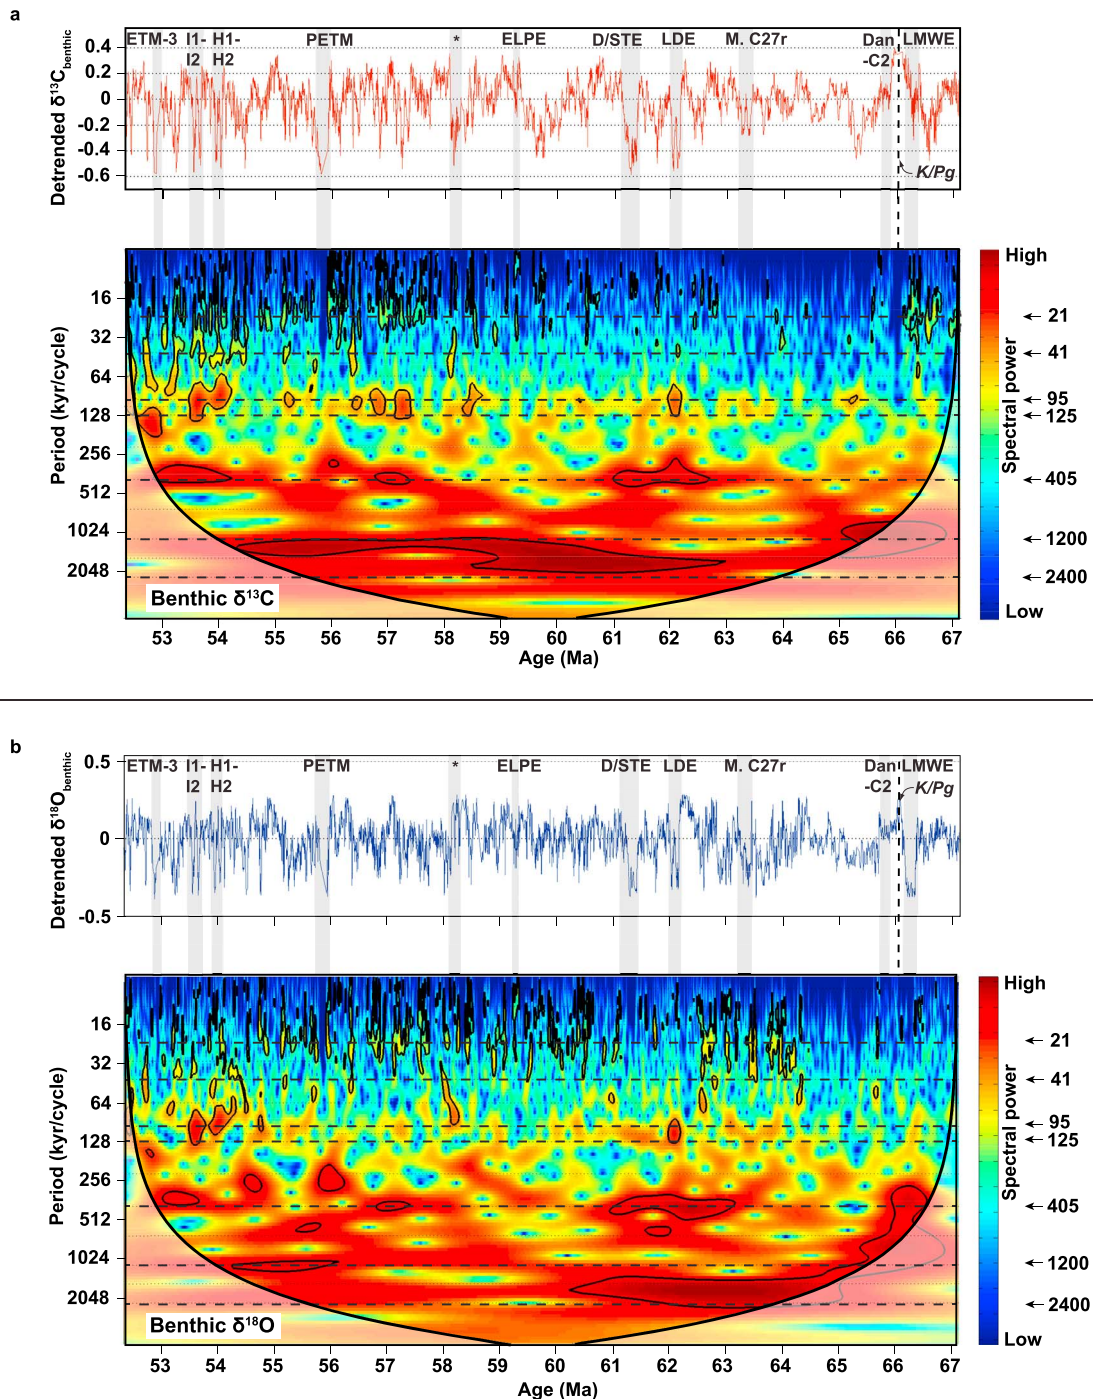 a
ETM-3 I1- H1- PETM * ELPE D/STE LDE M. C27r Dan LMWE
I2 H2 -C2
0.4
0.2
0
-0.2
-0.4
-0.6
Detrended δ13Cbenthic
K/Pg
16
32
64
128
256
512
1024
2048
Period (kyr/cycle)
Benthic δ13C
53 54 55 56 57 58 59 60 61 62 63 64 65 66 67
Age (Ma)
High
21
41
95
125
405
1200
2400
Low
Spectral power
b
ETM-3 I1- H1- PETM * ELPE D/STE LDE M. C27r Dan LMWE
I2 H2 -C2 K/Pg
0.5
0
-0.5
Detrended δ18Obenthic
16
32
64
128
256
512
1024
2048
Period (kyr/cycle)
Benthic δ18O
53 54 55 56 57 58 59 60 61 62 63 64 65 66 67
Age (Ma)
High
21
41
95
125
405
1200
2400
Low
Spectral power